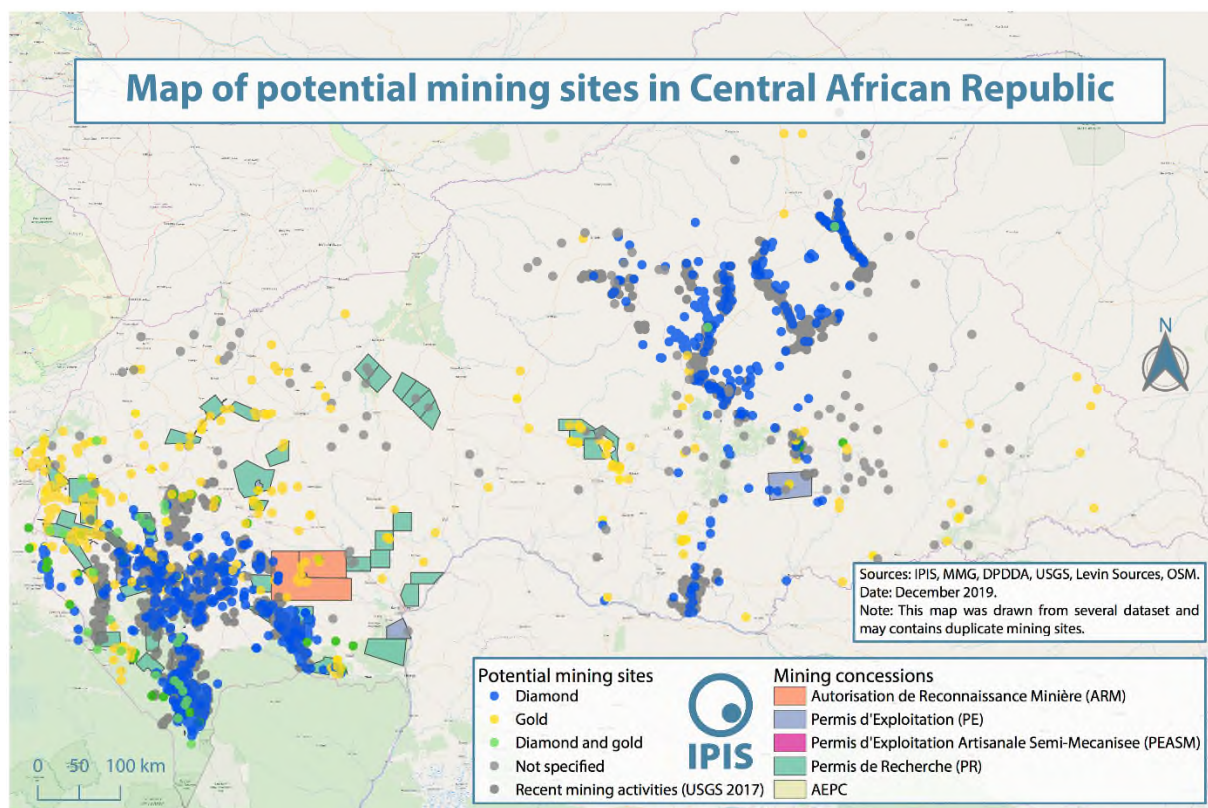 Map of potential mining sites in Central African Republic
N
Sources: IPIS, MMG, DPDDA, USGS, Levin Sources, OSM.
Date: December 2019.
Note: This map was drawn from several dataset and
may contains duplicate mining sites.
Potential mining sites
Diamond
Gold
Diamond and gold
Not specified
Recent mining activities (USGS 2017)
IPIS
Mining concessions
Autorisation de Reconnaissance Minière (ARM)
Permis d'Exploitation (PE)
Permis d'Exploitation Artisanale Semi-Mecanisee (PEASM)
Permis de Recherche (PR)
AEPC
0 50 100 km